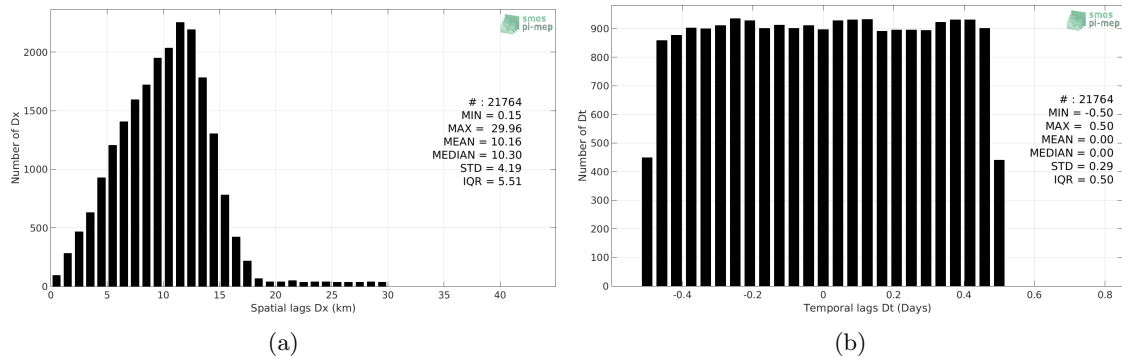 smos
pi-mep
2000
1500
1000
500
0
Number of Dx
# : 21764
MIN = 0.15
MAX = 29.96
MEAN = 10.16
MEDIAN = 10.30
STD = 4.19
IQR = 5.51
0 5 10 15 20 25 30 35 40
Spatial lags Dx (km)
(a)
smos
pi-mep
900
800
700
600
500
400
300
200
100
0
Number of Dt
# : 21764
MIN = -0.50
MAX = 0.50
MEAN = 0.00
MEDIAN = 0.00
STD = 0.29
IQR = 0.50
-0.4 -0.2 0 0.2 0.4 0.6 0.8
Temporal lags Dt (Days)
(b)